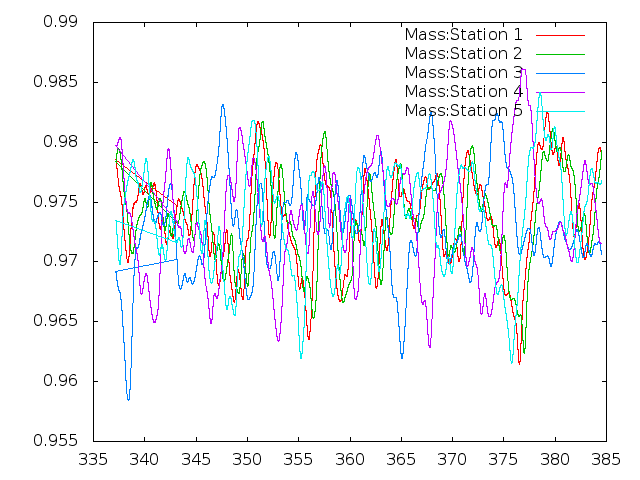 0.99
0.985
0.98
0.975
0.97
0.965
0.96
0.955
335 340 345 350 355 360 365 370 375 380 385
Mass:Station 1
Mass:Station 2
Mass:Station 3
Mass:Station 4
Mass:Station 5